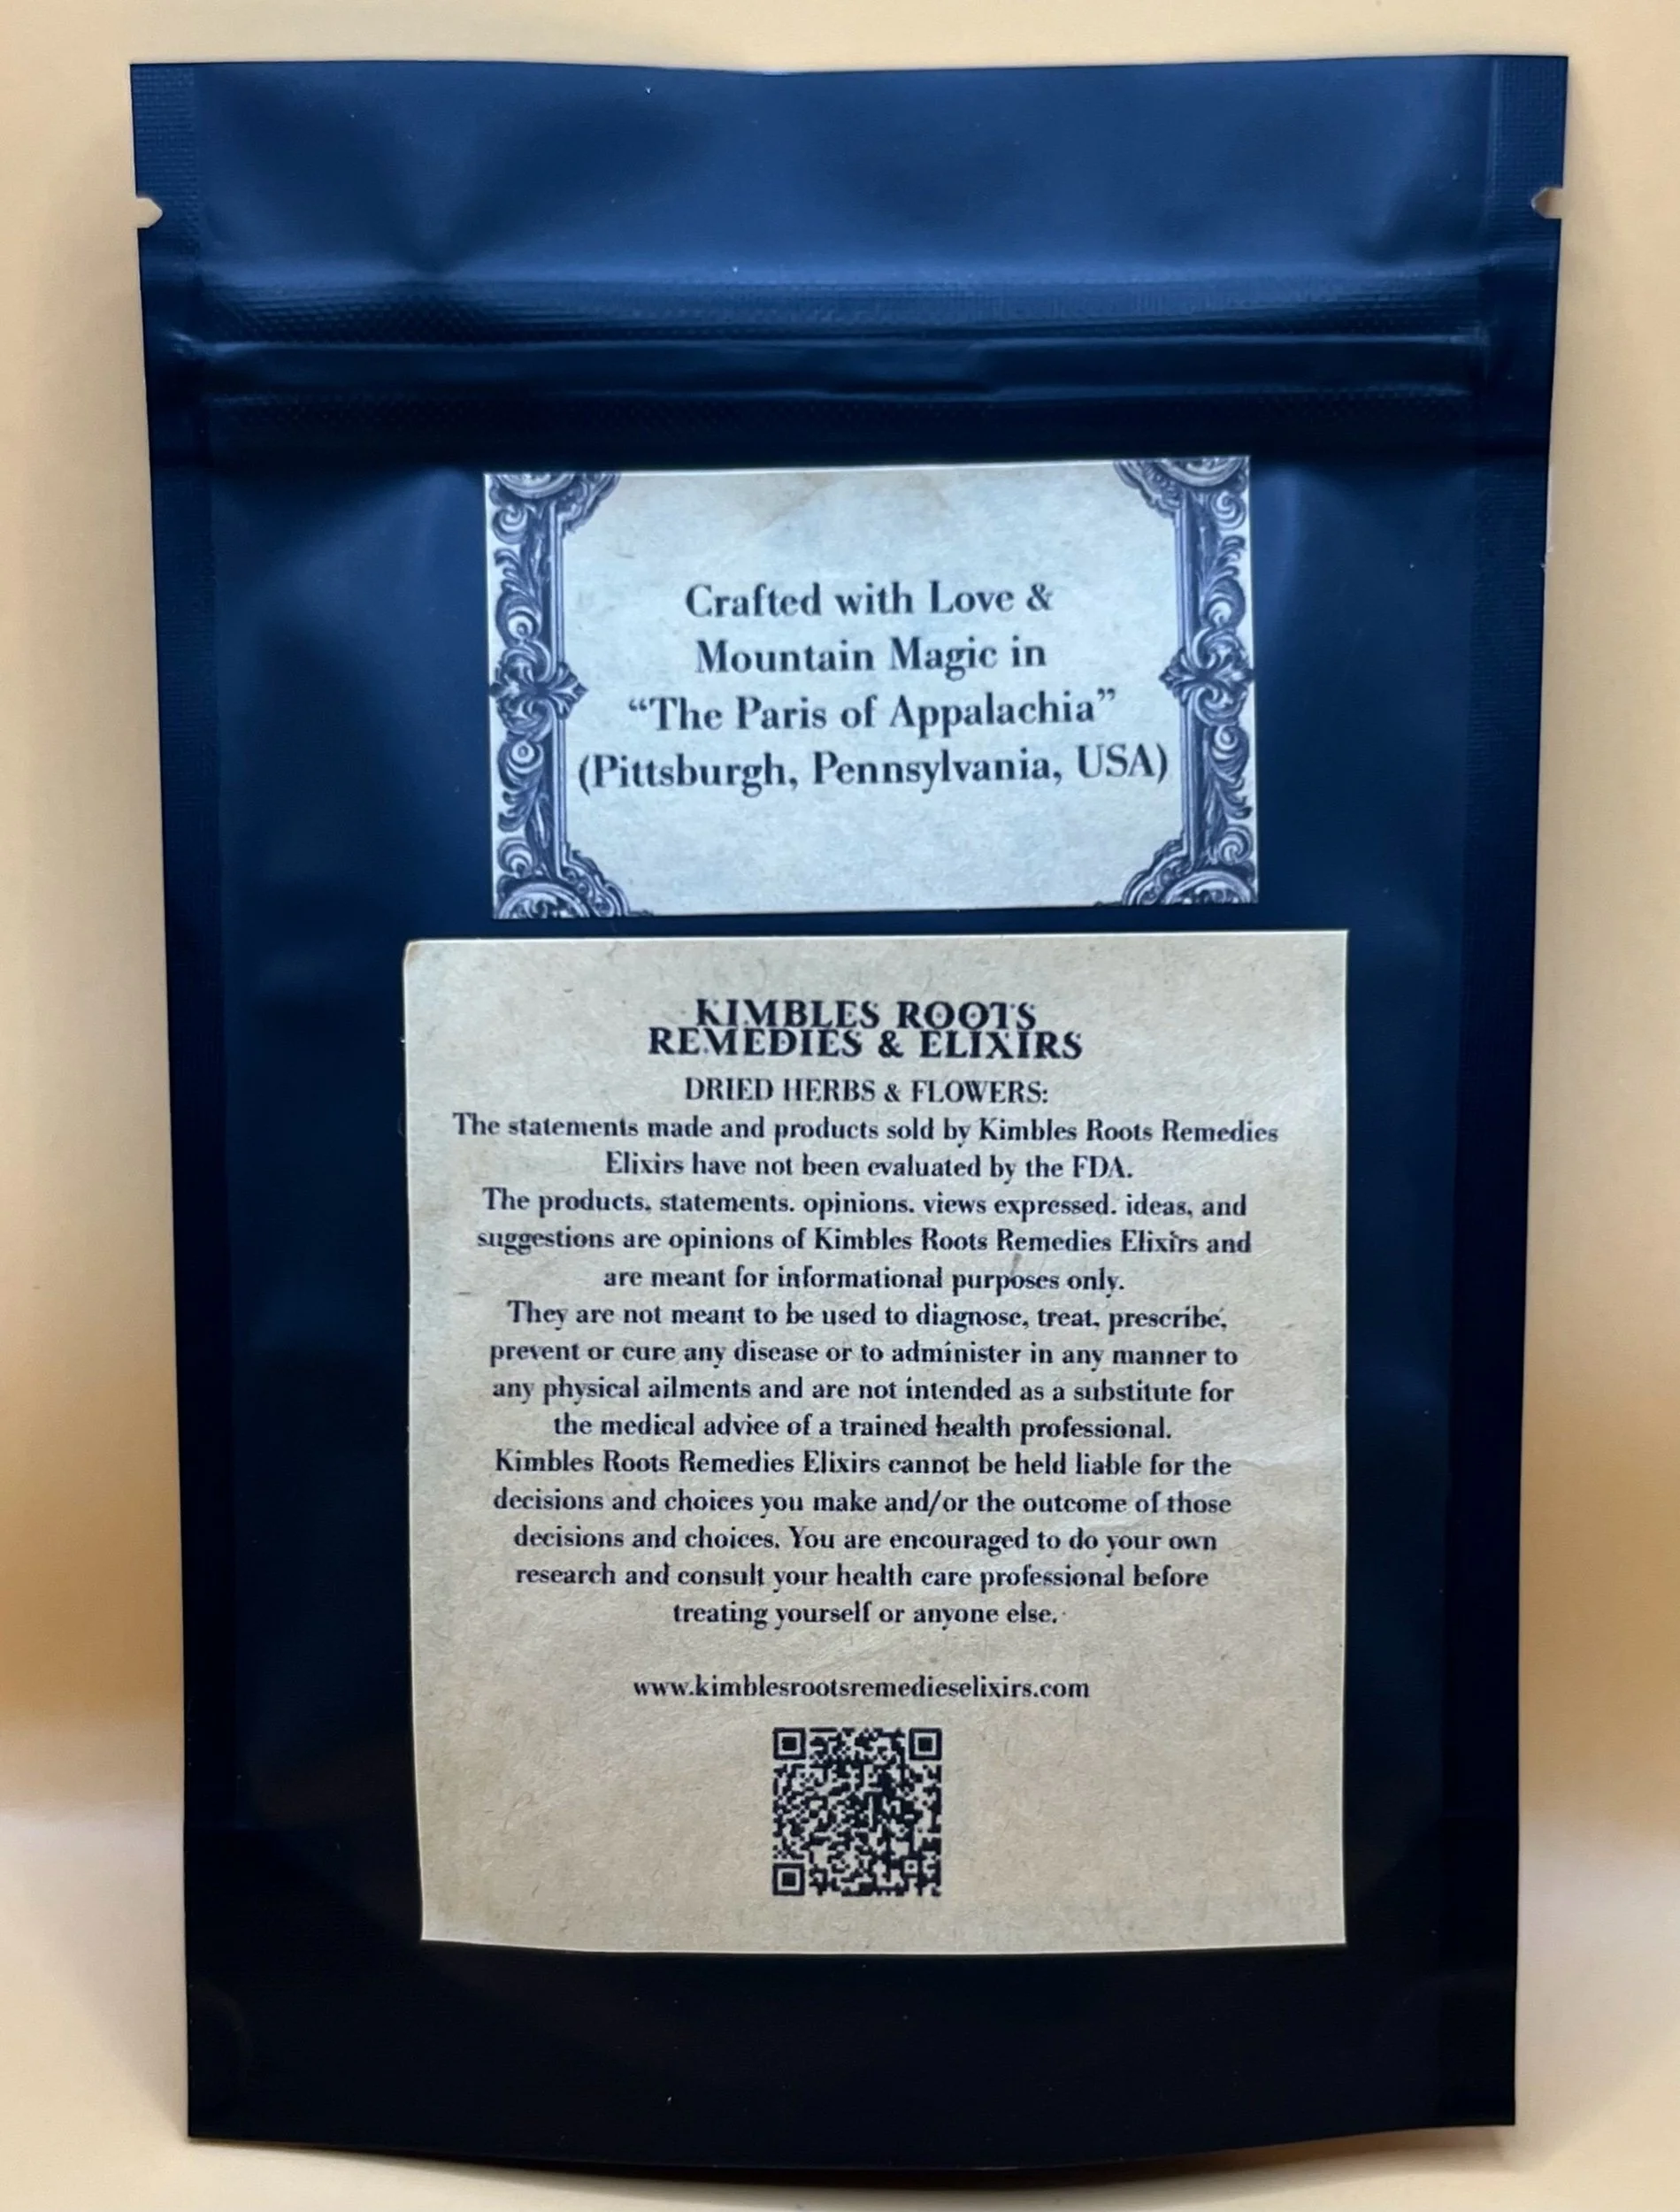 Crafted with Love &
Mountain Magic in
“The Paris of Appalachia”
(Pittsburgh, Pennsylvania, USA)
KIMBLES ROOTS
REMEDIES & ELIXIRS
DRIED HERBS & FLOWERS:
The statements made and products sold by Kimbles Roots Remedies
Elixirs have not been evaluated by the FDA.
The products, statements. opinions. views expressed. ideas, and
suggestions are opinions of Kimbles Roots Remedies Elixirs and
are meant for informational purposes only.
They are not meant to be used to diagnose, treat, prescribe,
prevent or cure any disease or to administer in any manner to
any physical ailments and are not intended as a substitute for
the medical advice of a trained health professional.
Kimbles Roots Remedies Elixirs cannot be held liable for the
decisions and choices you make and/or the outcome of those
decisions and choices. You are encouraged to do your own
research and consult your health care professional before
treating yourself or anyone else.
www.kimblesrootsremedieselixirs.com